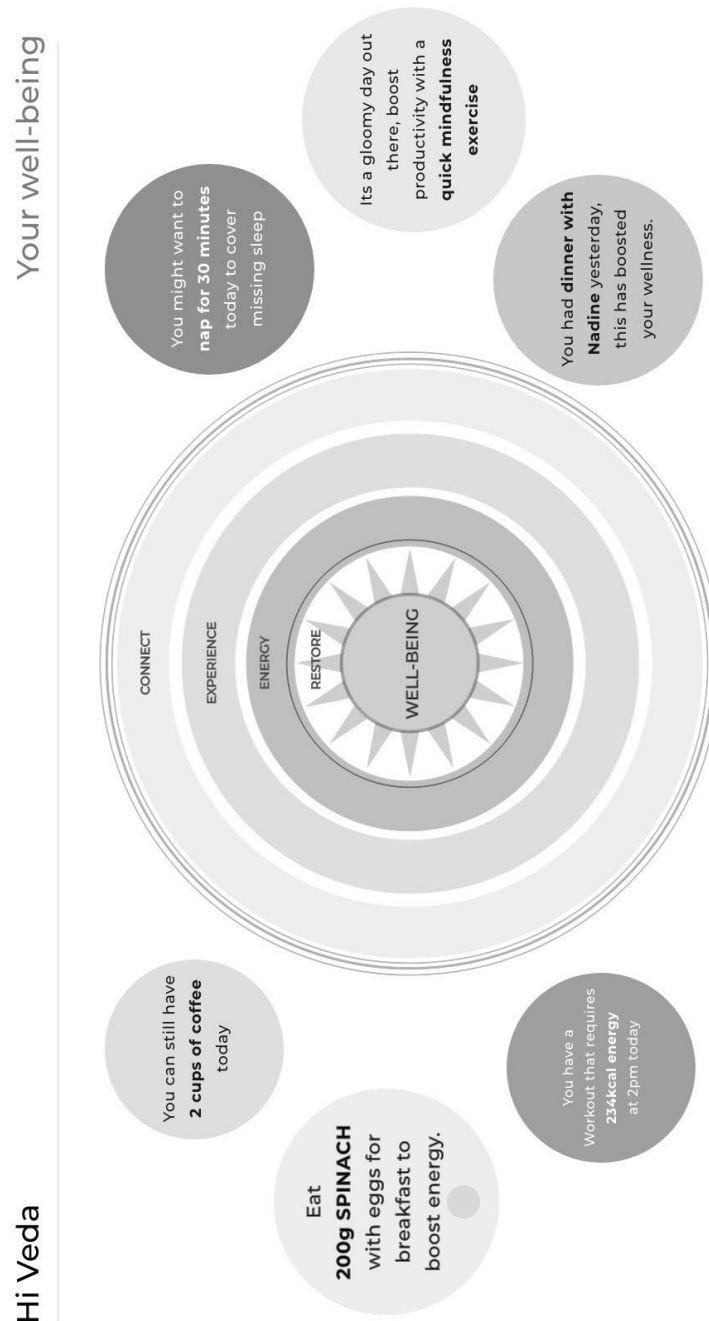 Hi Veda
Your well-being
You can still have
2 cups of coffee
today
Eat
200g SPINACH
with eggs for
breakfast to
boost energy.
You have a
Workout that requires
234kcal energy
at 2pm today
CONNECT
EXPERIENCE
ENERGY
RESTORE
WELL-BEING
You might want to
nap for 30 minutes
today to cover
missing sleep
Its a gloomy day out
there, boost
productivity with a
quick mindfulness
exercise
You had dinner with
Nadine yesterday,
this has boosted
your wellness.